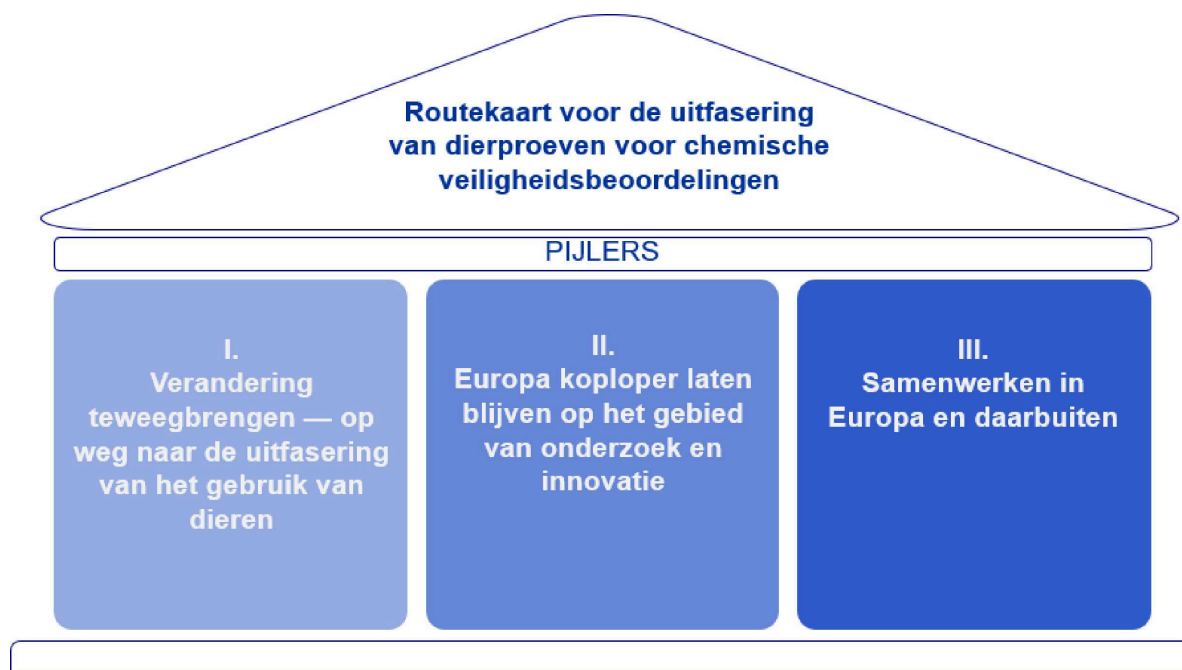 Routekaart voor de uitfasering
van dierproeven voor chemische
veiligheidsbeoordelingen
PIJLERS
I.
Verandering
teweegbrengen — op
weg naar de uitfasering
van het gebruik van
dieren
II.
Europa koploper laten
blijven op het gebied
van onderzoek en
innovatie
III.
Samenwerken in
Europa en daarbuiten